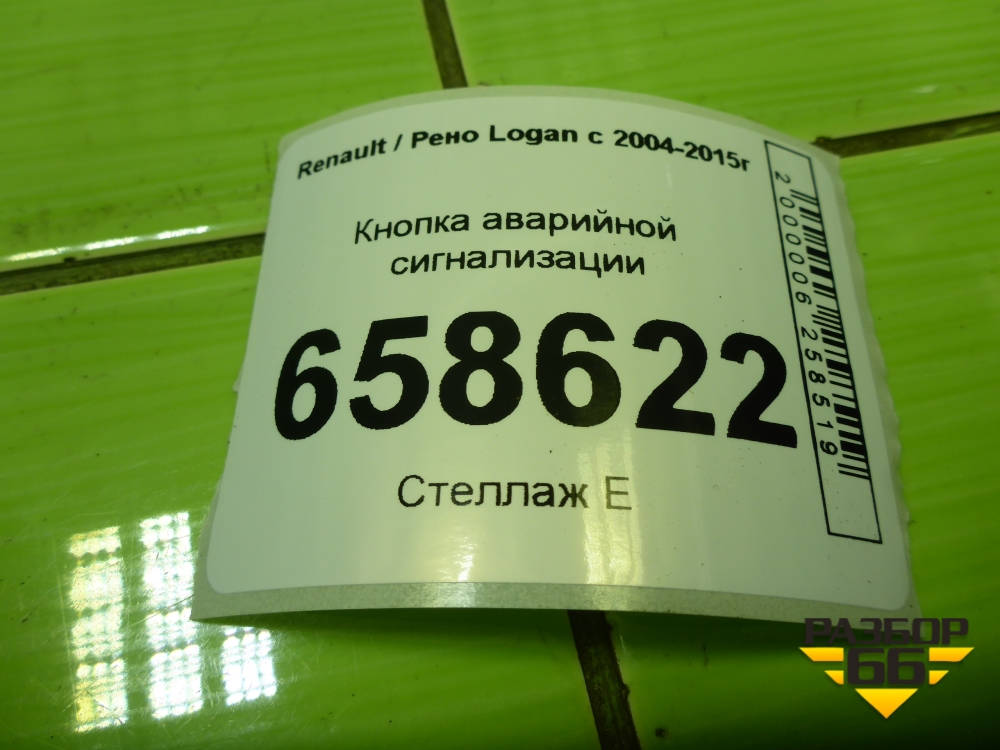 Renault / Рено Logan с 2004-2015г
Кнопка аварийной
сигнализации
658622
Стеллаж Е
2000006258519
РАЗБОР
66